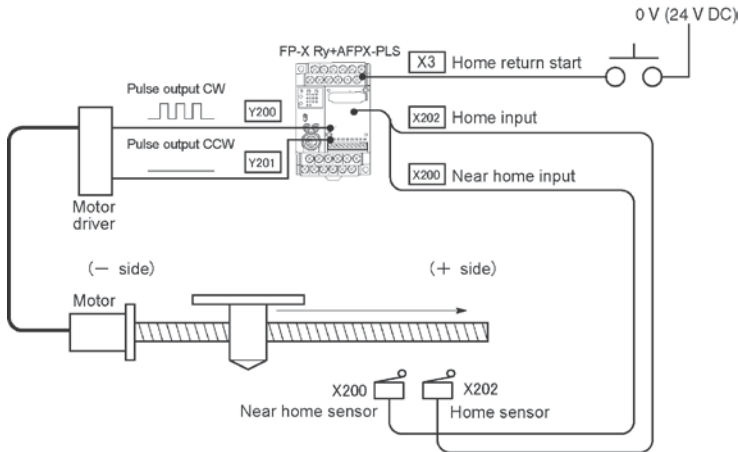 0 V (24 V DC)
FP-X Ry+AFPX-PLS
X3 Home return start
Pulse output CW
Y200
X202 Home input
Pulse output CCW
Y201
X200 Near home input
Motor
driver
(− side)
(+ side)
Motor
X200
Near home sensor
X202
Home sensor